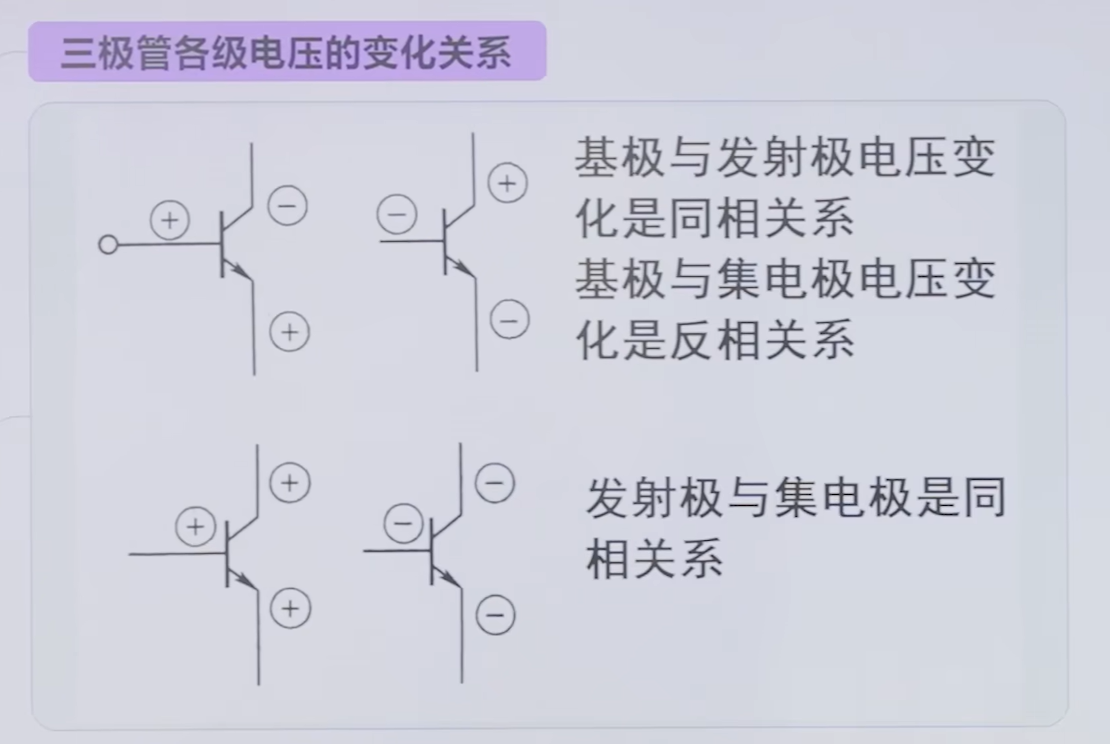 三极管各级电压的变化关系
基极与发射极电压变
化是同相关系
基极与集电极电压变
化是反相关系
发射极与集电极是同
相关系